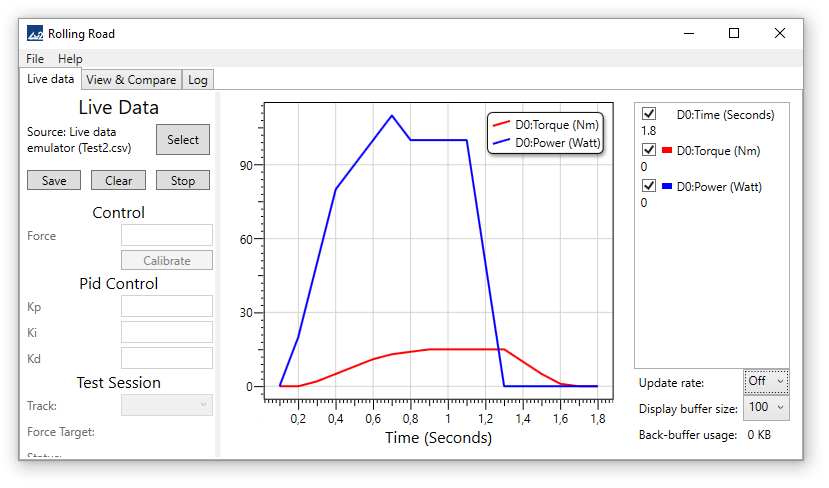 Rolling Road
File Help
Live data View & Compare Log
Live Data
Source: Live data
emulator (Test2.csv)
Select
Save Clear Stop
Control
Force
Calibrate
Pid Control
Kp
Ki
Kd
Test Session
Track:
Force Target:
Status:
D0:Torque (Nm)
D0:Power (Watt)
90
60
30
0
0,2 0,4 0,6 0,8 1 1,2 1,4 1,6 1,8
Time (Seconds)
D0:Time (Seconds)
1.8
D0:Torque (Nm)
0
D0:Power (Watt)
0
Update rate: Off
Display buffer size: 100
Back-buffer usage: 0 KB